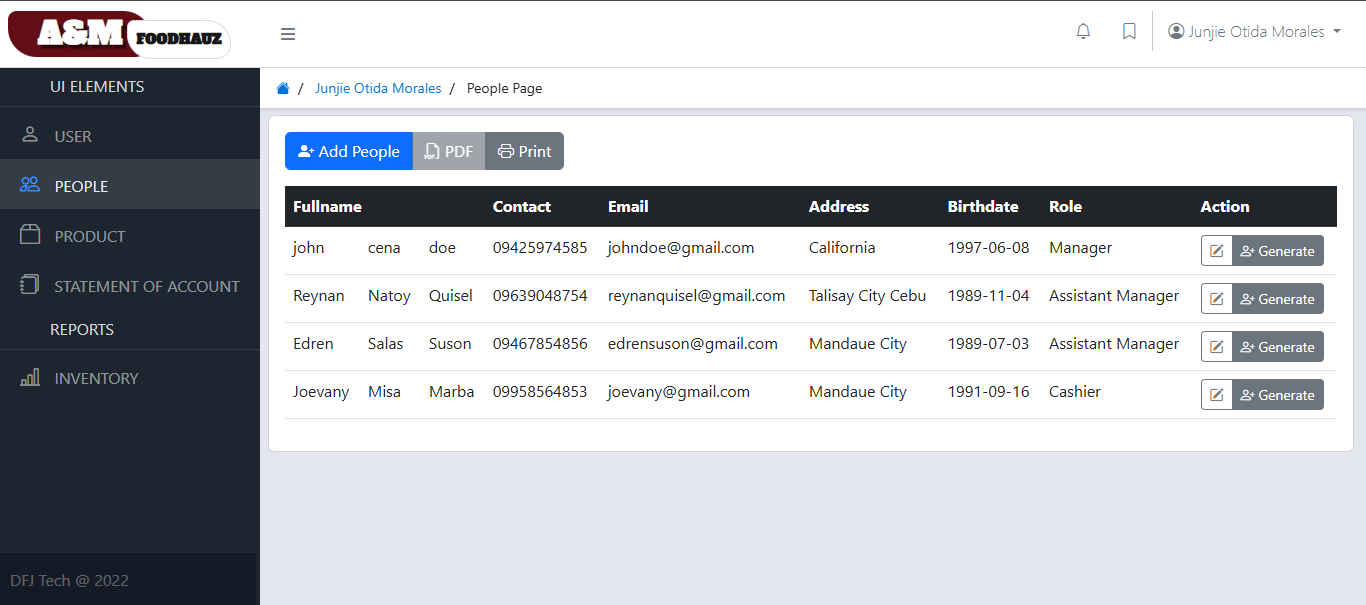 A&M FOODHAUZ
Junjie Otida Morales
UI ELEMENTS
USER
PEOPLE
PRODUCT
STATEMENT OF ACCOUNT
REPORTS
INVENTORY
DFJ Tech @ 2022
/ Junjie Otida Morales / People Page
Add People PDF Print
Fullname Contact Email Address Birthdate Role Action
john cena doe 09425974585 johndoe@gmail.com California 1997-06-08 Manager Generate
Reynan Natoy Quisel 09639048754 reynanquisel@gmail.com Talisay City Cebu 1989-11-04 Assistant Manager Generate
Edren Salas Suson 09467854856 edrensuson@gmail.com Mandaue City 1989-07-03 Assistant Manager Generate
Joevany Misa Marba 09958564853 joevany@gmail.com Mandaue City 1991-09-16 Cashier Generate